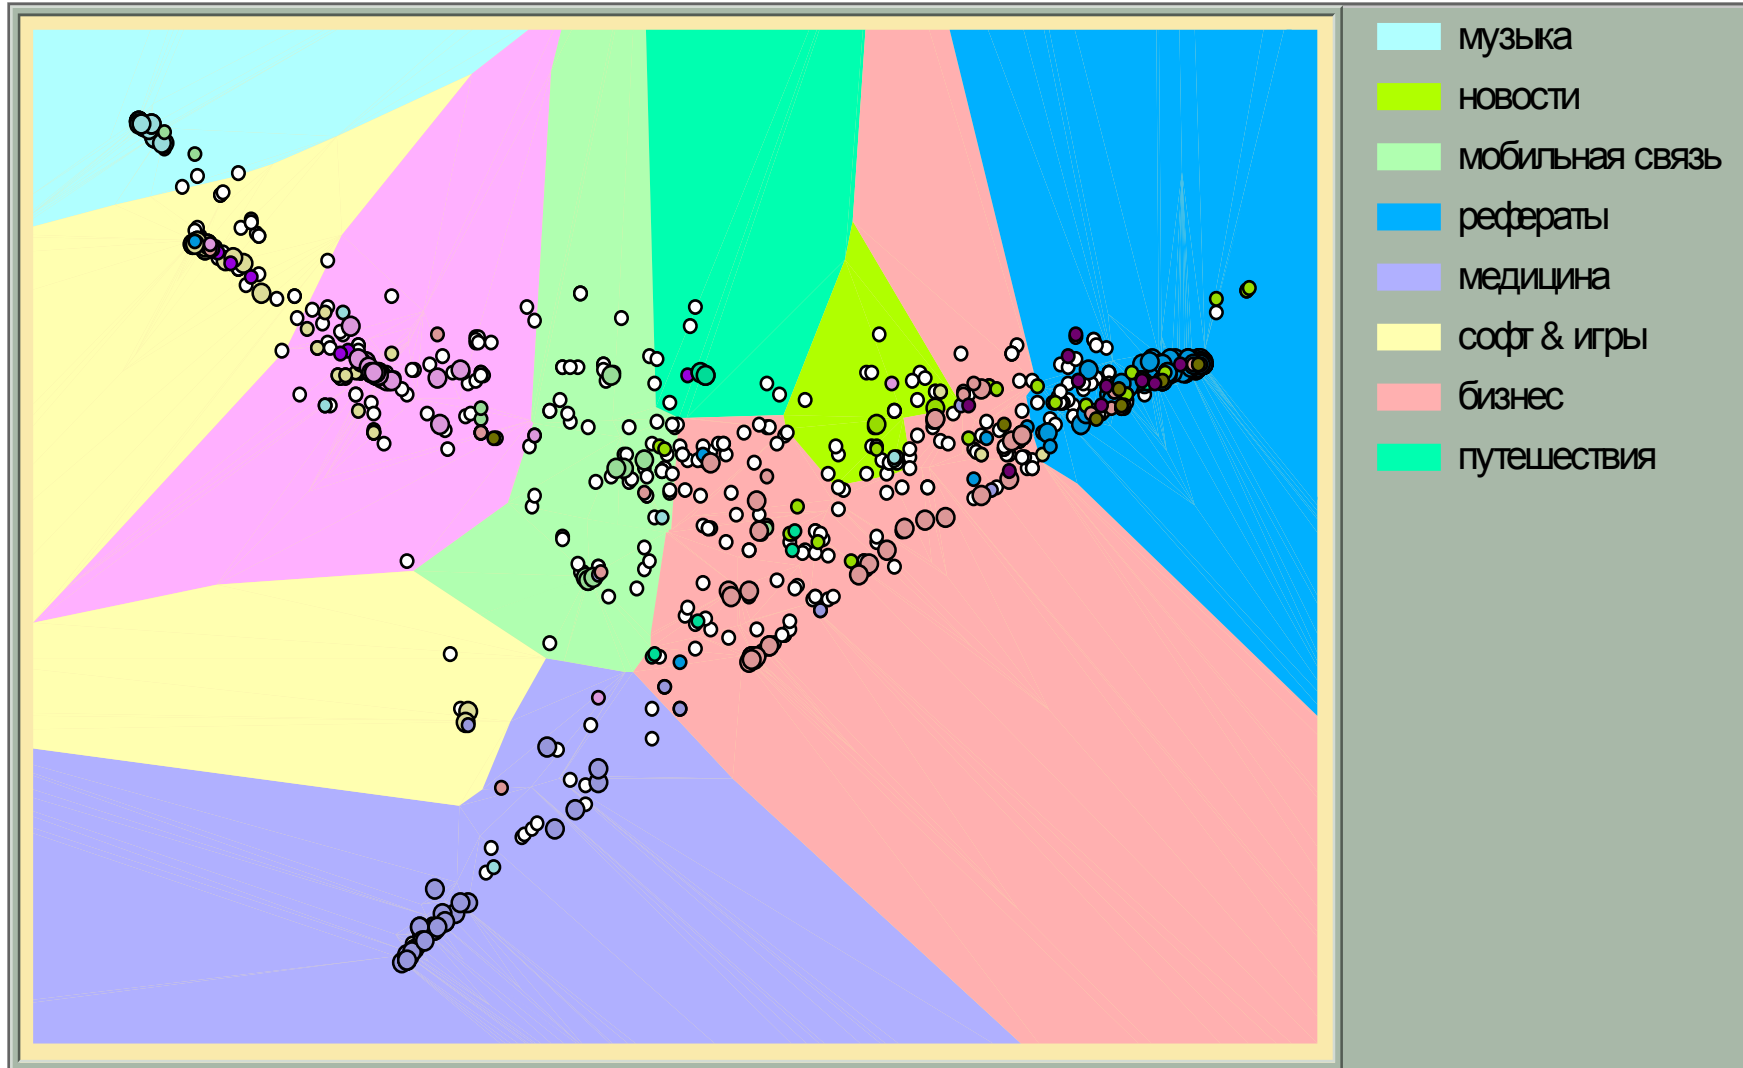 музыка
новости
мобильная связь
рефераты
медицина
софт & игры
бизнес
путешествия